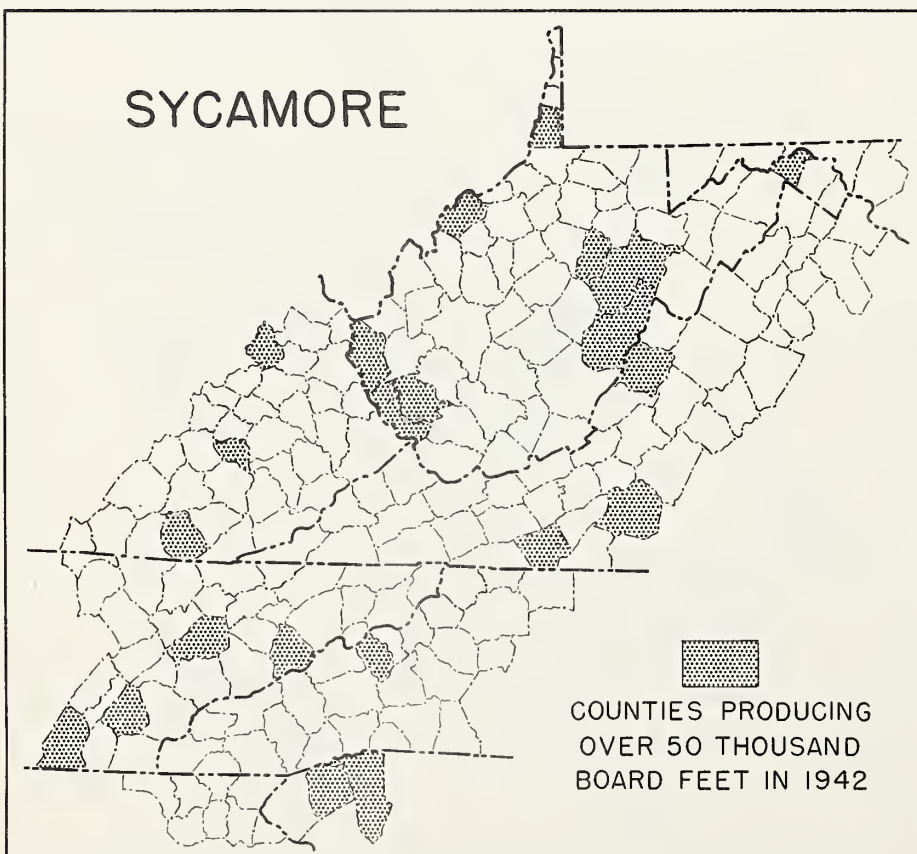 SYCAMORE
COUNTIES PRODUCING
OVER 50 THOUSAND
BOARD FEET IN 1942